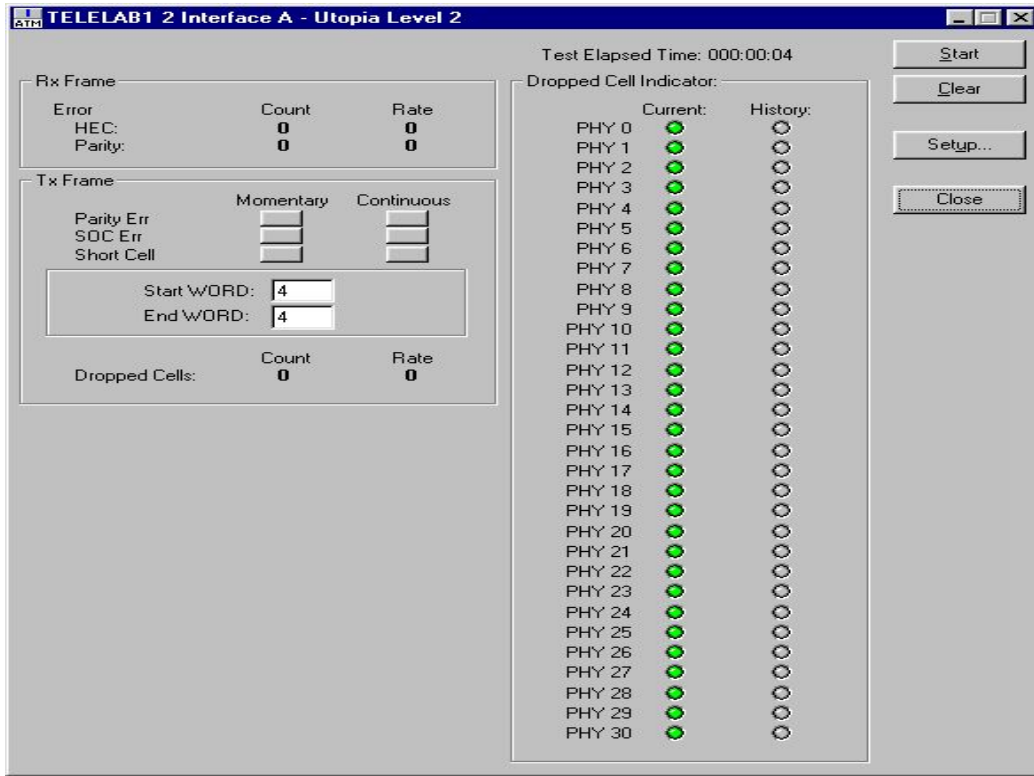 ATM TELELAB1 2 Interface A - Utopia Level 2
Test Elapsed Time: 000:00:04
Start
Clear
Setup...
Close
Rx Frame
Error Count Rate
HEC: 0 0
Parity: 0 0
Tx Frame
Momentary Continuous
Parity Err
SOC Err
Short Cell
Start WORD: 4
End WORD: 4
Count Rate
Dropped Cells: 0 0
Dropped Cell Indicator:
Current: History:
PHY 0
PHY 1
PHY 2
PHY 3
PHY 4
PHY 5
PHY 6
PHY 7
PHY 8
PHY 9
PHY 10
PHY 11
PHY 12
PHY 13
PHY 14
PHY 15
PHY 16
PHY 17
PHY 18
PHY 19
PHY 20
PHY 21
PHY 22
PHY 23
PHY 24
PHY 25
PHY 26
PHY 27
PHY 28
PHY 29
PHY 30